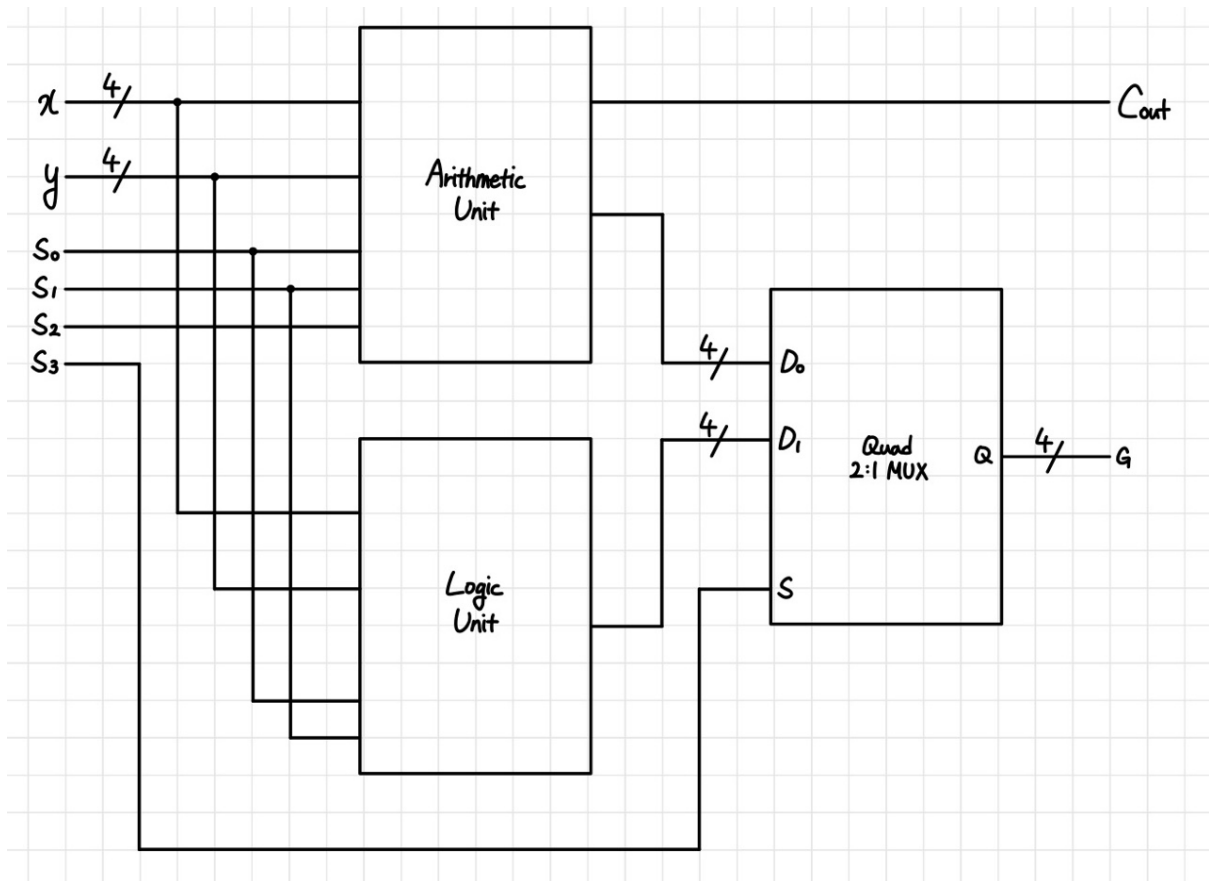 x 4
y 4
S₀
S₁
S₂
S₃
Arithmetic
Unit
Cout
4 D₀
4 D₁
Quad
2:1 MUX
Q 4 G
S
Logic
Unit